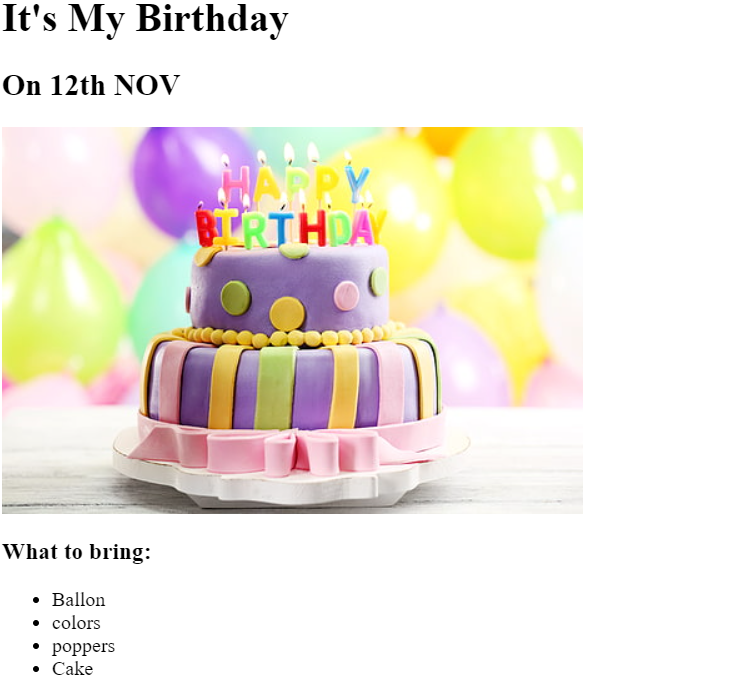 It's My Birthday
On 12th NOV
HAPPY
BIRTHDAY
What to bring:
Ballon
colors
poppers
Cake